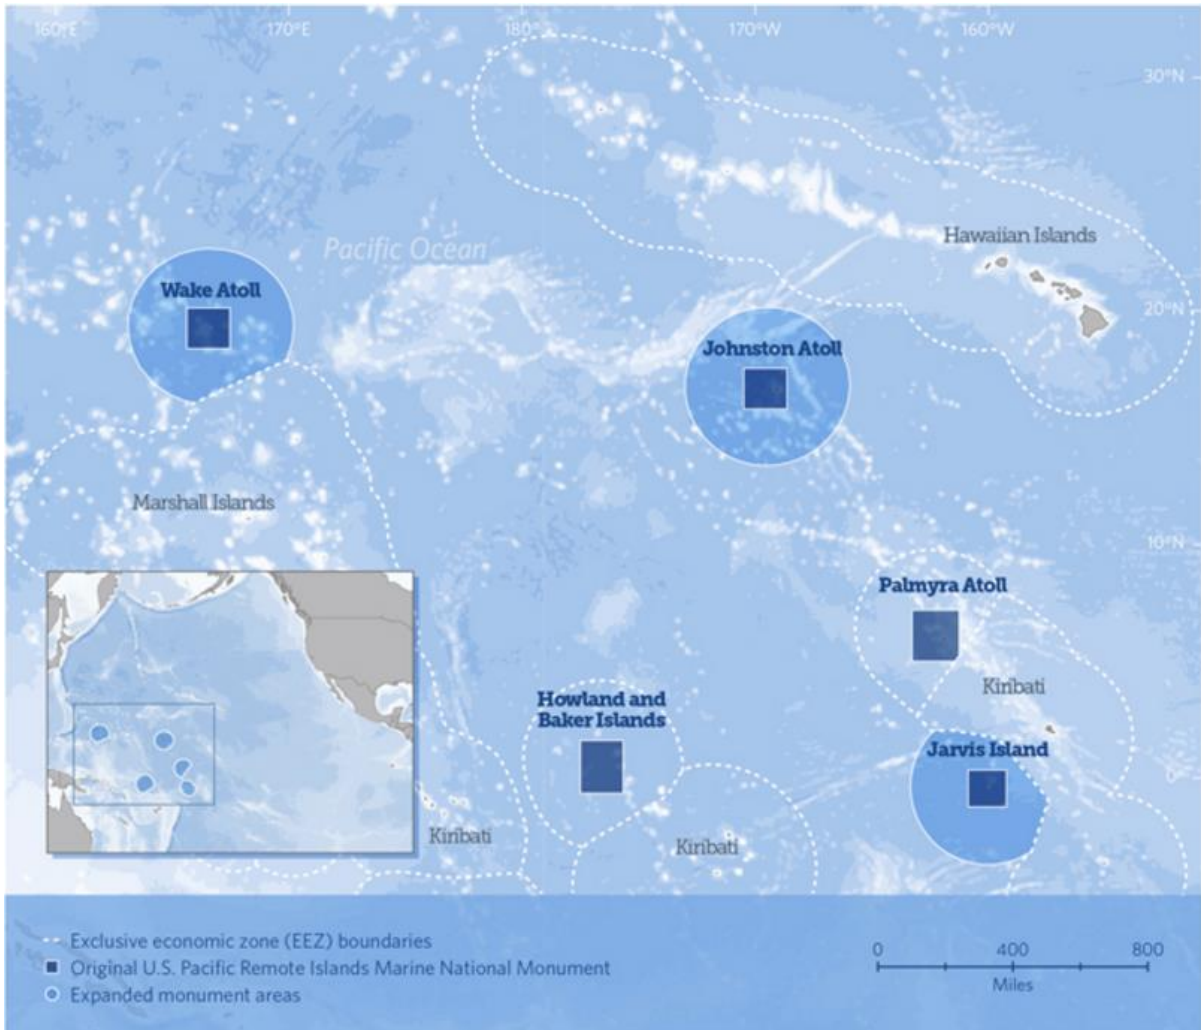 160°E
170°E
180°
170°W
160°W
30°N
Hawaiian Islands
Pacific Ocean
Wake Atoll
20°N
Johnston Atoll
Marshall Islands
10°N
Palmyra Atoll
Kiribati
Howland and
Baker Islands
Jarvis Island
0°
Kiribati
Kiribati
Exclusive economic zone (EEZ) boundaries
Original U.S. Pacific Remote Islands Marine National Monument
Expanded monument areas
0 400 800
Miles